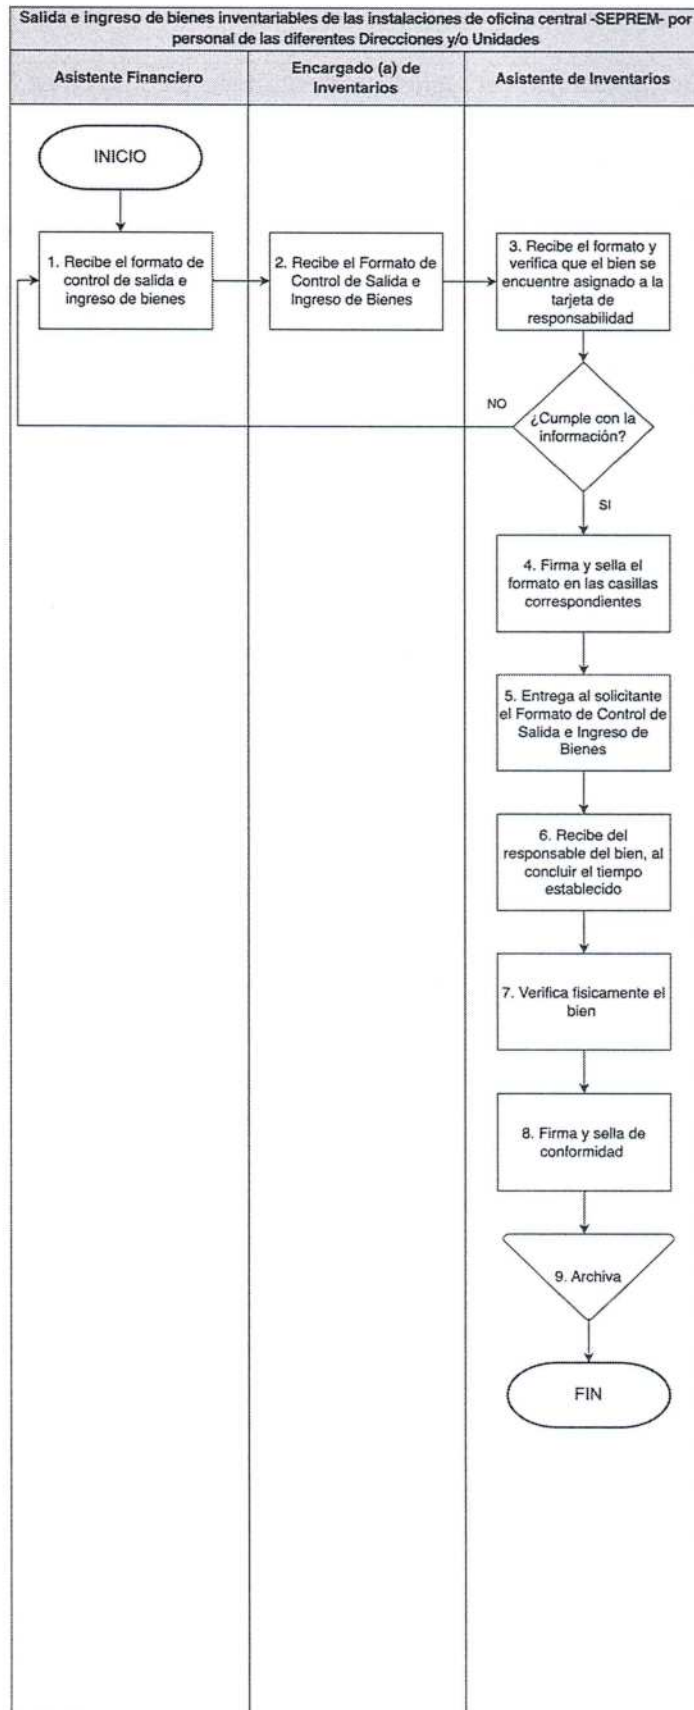 Salida e ingreso de bienes inventariables de las instalaciones de oficina central -SEPREM- por
personal de las diferentes Direcciones y/o Unidades
Asistente Financiero
Encargado (a) de
Inventarios
Asistente de Inventarios
INICIO
1. Recibe el formato de
control de salida e
ingreso de bienes
2. Recibe el Formato de
Control de Salida e
Ingreso de Bienes
3. Recibe el formato y
verifica que el bien se
encuentre asignado a la
tarjeta de
responsabilidad
NO
¿Cumple con la
información?
SI
4. Firma y sella el
formato en las casillas
correspondientes
5. Entrega al solicitante
el Formato de Control de
Salida e Ingreso de
Bienes
6. Recibe del
responsable del bien, al
concluir el tiempo
establecido
7. Verifica fisicamente el
bien
8. Firma y sella de
conformidad
9. Archiva
FIN